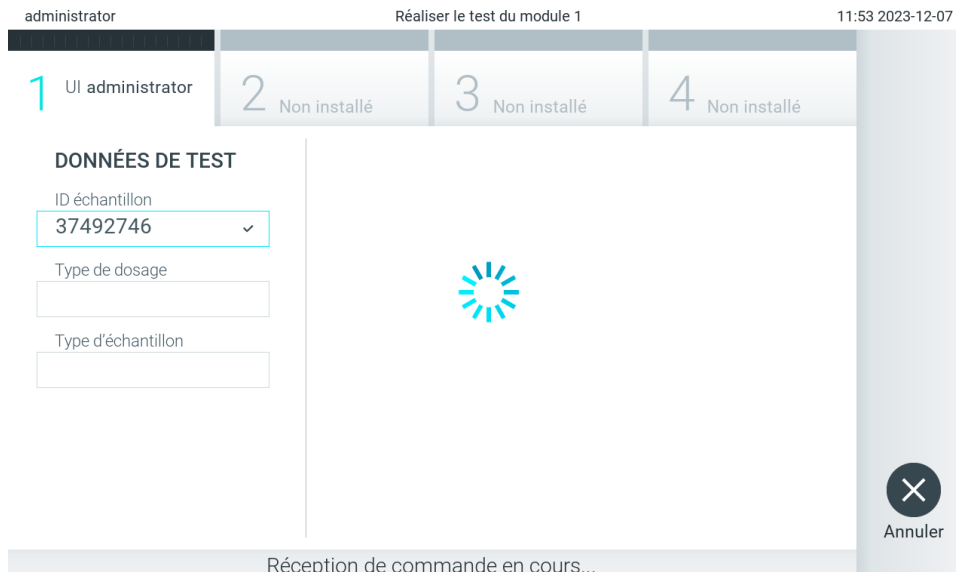 administrator
Réaliser le test du module 1
11:53 2023-12-07
1 UI administrator
2 Non installé
3 Non installé
4 Non installé
DONNÉES DE TEST
ID échantillon
37492746
Type de dosage
Type d'échantillon
Annuler
Réception de commande en cours...